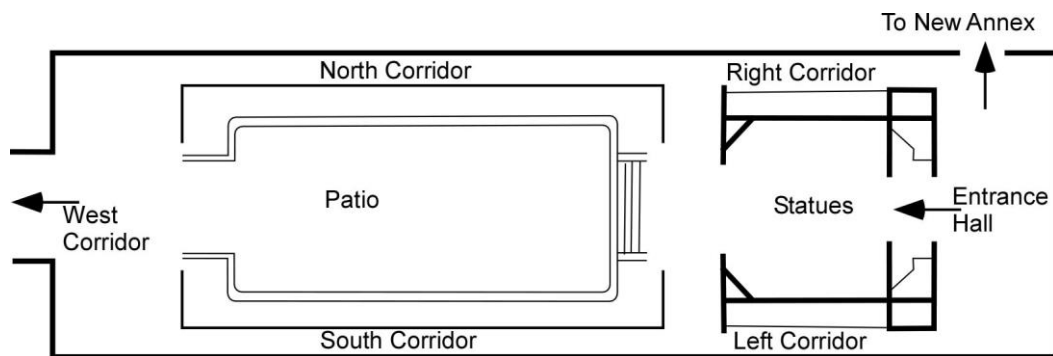 To New Annex
North Corridor
Right Corridor
Patio
Statues
Entrance
Hall
West
Corridor
South Corridor
Left Corridor